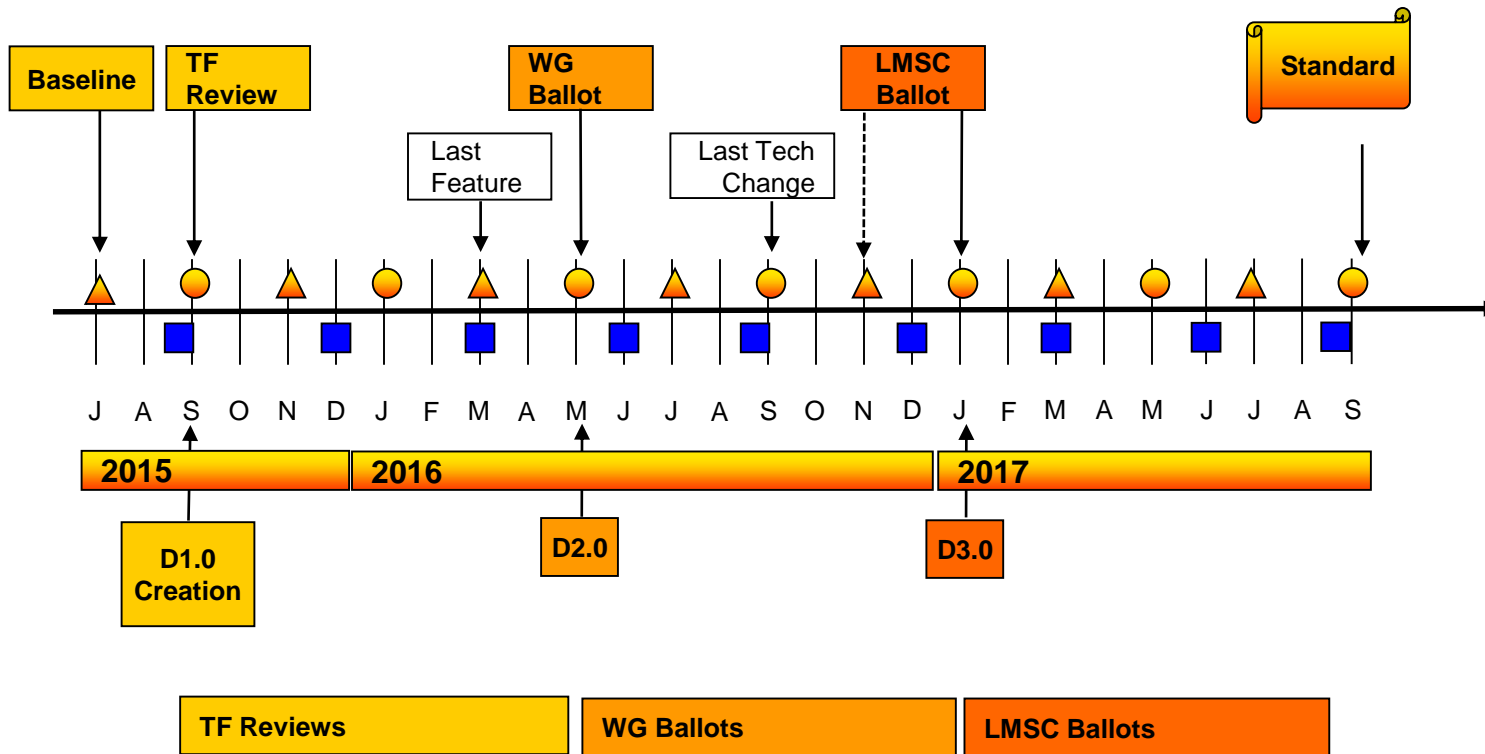 Baseline
TF
Review
WG
Ballot
LMSC
Ballot
Standard
Last
Feature
Last Tech
Change
J A S O N D J F M A M J J A S O N D J F M A M J J A S
2015 2016 2017
D1.0
Creation
D2.0
D3.0
TF Reviews
WG Ballots
LMSC Ballots